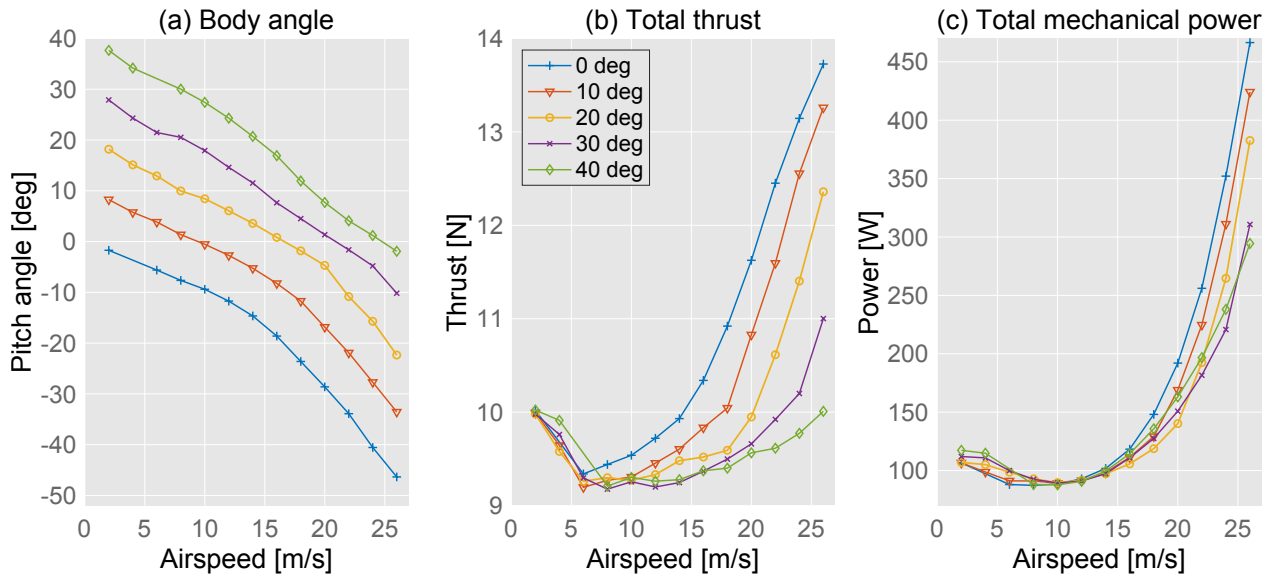 (a) Body angle
40
30
20
10
0
-10
-20
-30
-40
-50
Pitch angle [deg]
0 5 10 15 20 25
Airspeed [m/s]
(b) Total thrust
14
13
12
11
10
9
Thrust [N]
0 deg
10 deg
20 deg
30 deg
40 deg
0 5 10 15 20 25
Airspeed [m/s]
(c) Total mechanical power
450
400
350
300
250
200
150
100
Power [W]
0 5 10 15 20 25
Airspeed [m/s]